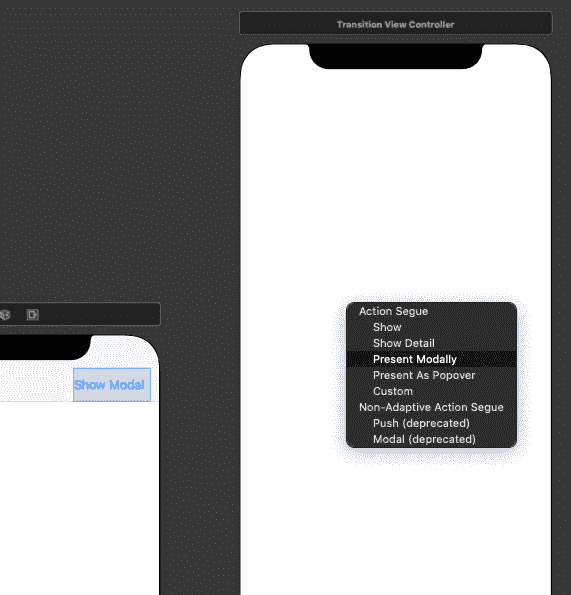 Transition View Controller
Action Segue
Show
Show Detail
Present Modally
Present As Popover
Custom
Non-Adaptive Action Segue
Push (deprecated)
Modal (deprecated)
Show Modal